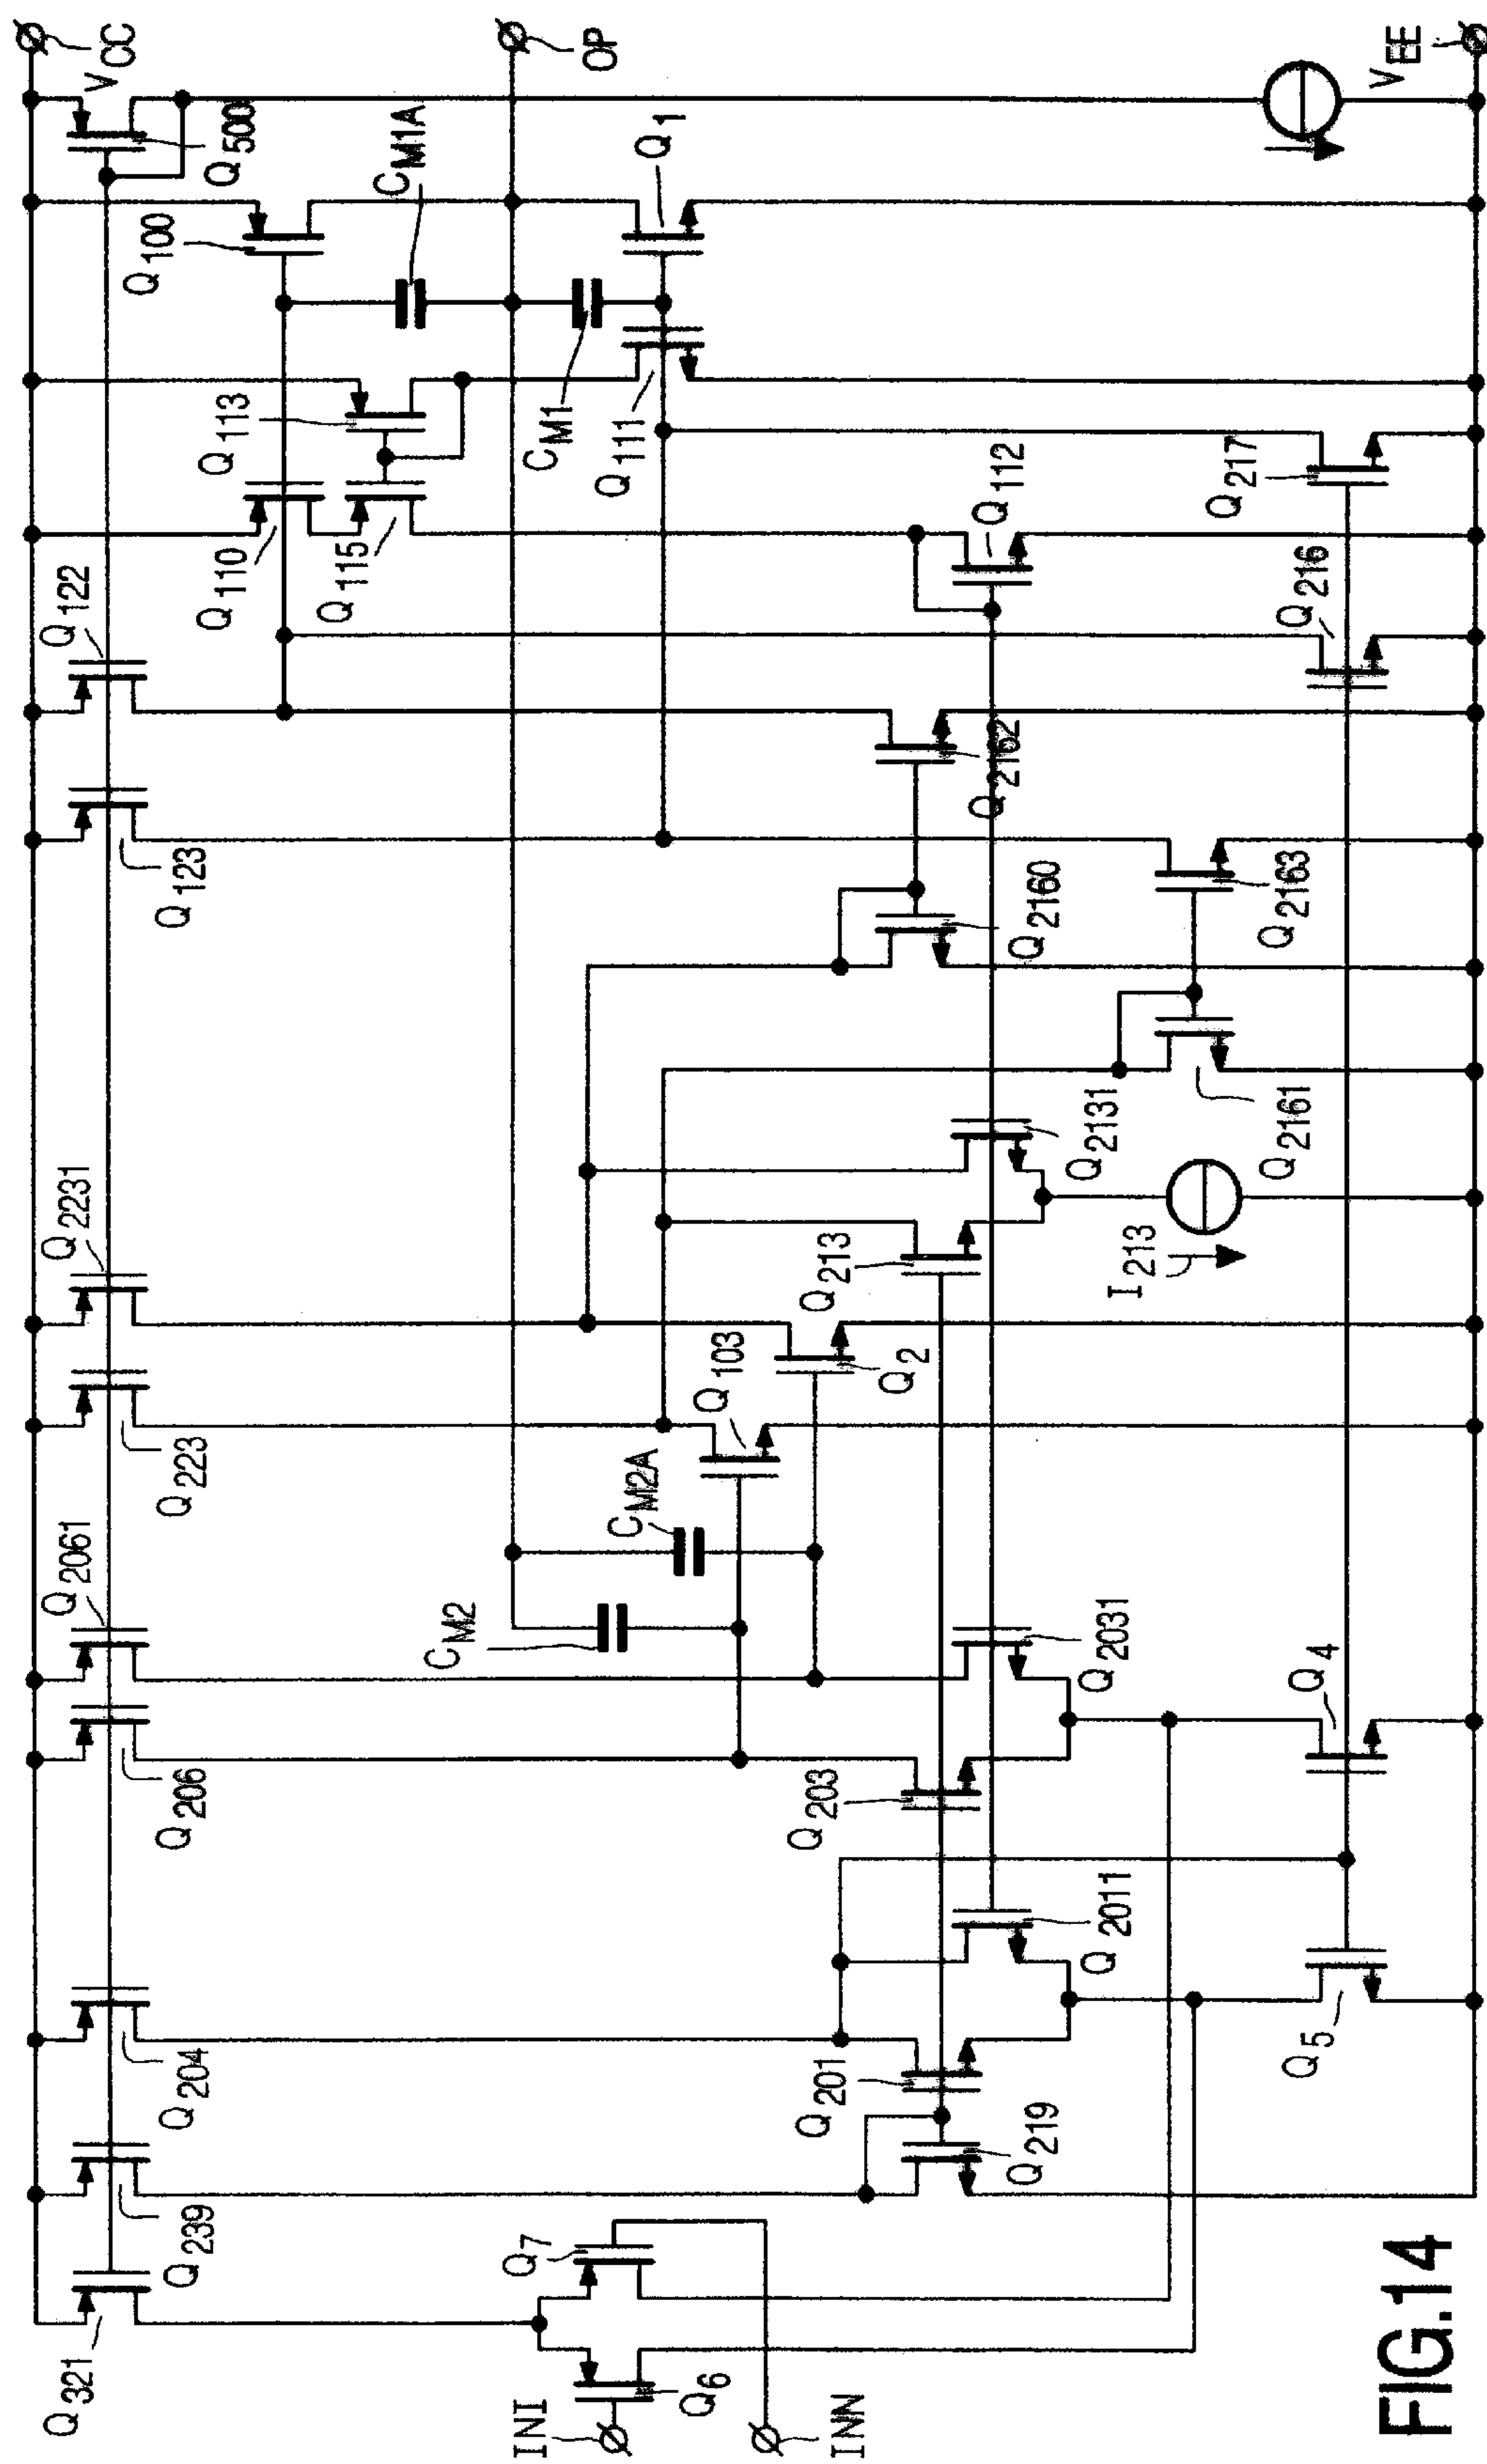 VCC
OP
VEE
Q500
CM1A
Q1
Q100
Q113
CM1
Q111
Q217
Q112
Q110
Q115
Q216
Q122
Q2162
Q123
Q2160
Q2163
Q2161
Q2131
Q2231
Q213
I213
Q103
Q2
Q223
CM2A
Q2061
CM2
Q2031
Q4
Q206
Q203
Q2011
Q5
Q204
Q201
Q219
Q239
Q7
Q321
Q6
INI
INN
FIG.14